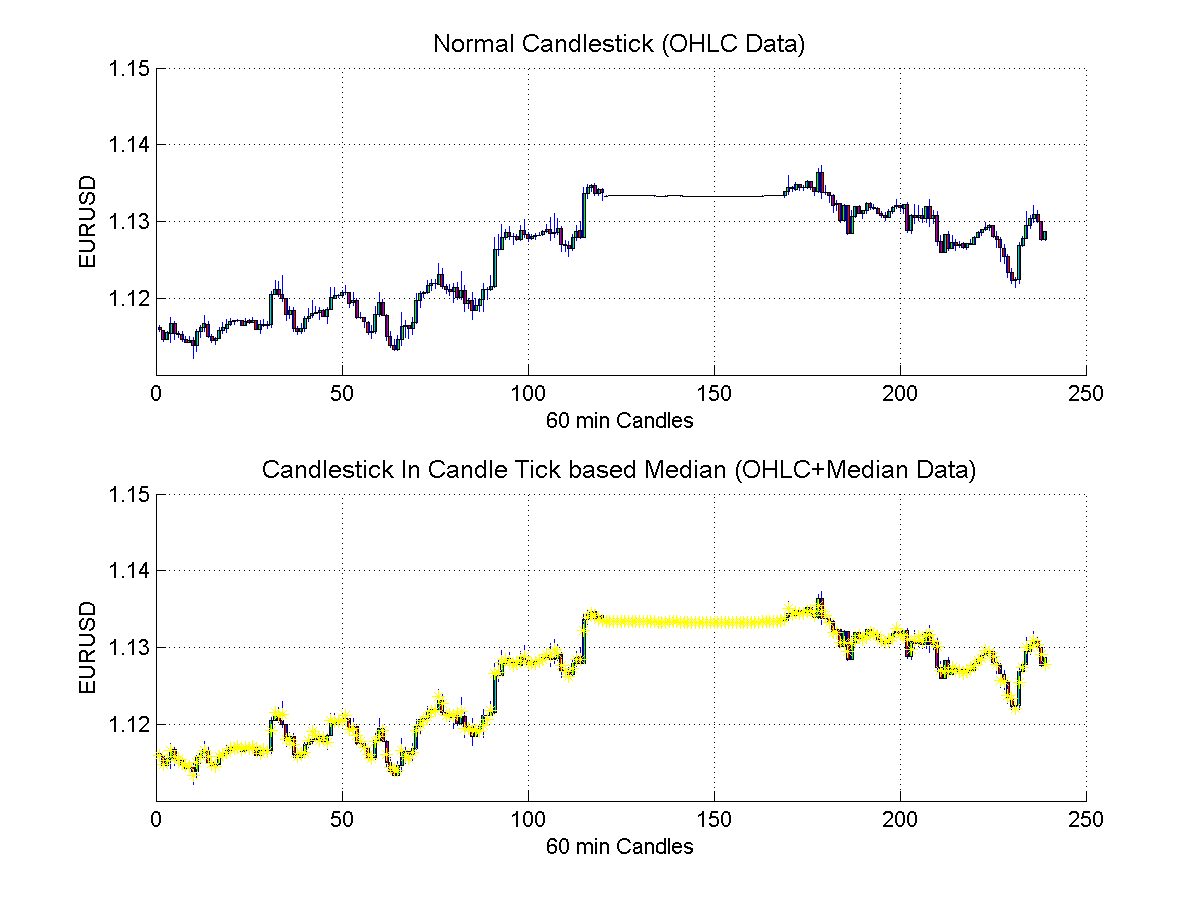 Normal Candlestick (OHLC Data)
1.15
1.14
1.13
1.12
EURUSD
0 50 100 150 200 250
60 min Candles
Candlestick In Candle Tick based Median (OHLC+Median Data)
1.15
1.14
1.13
1.12
EURUSD
0 50 100 150 200 250
60 min Candles